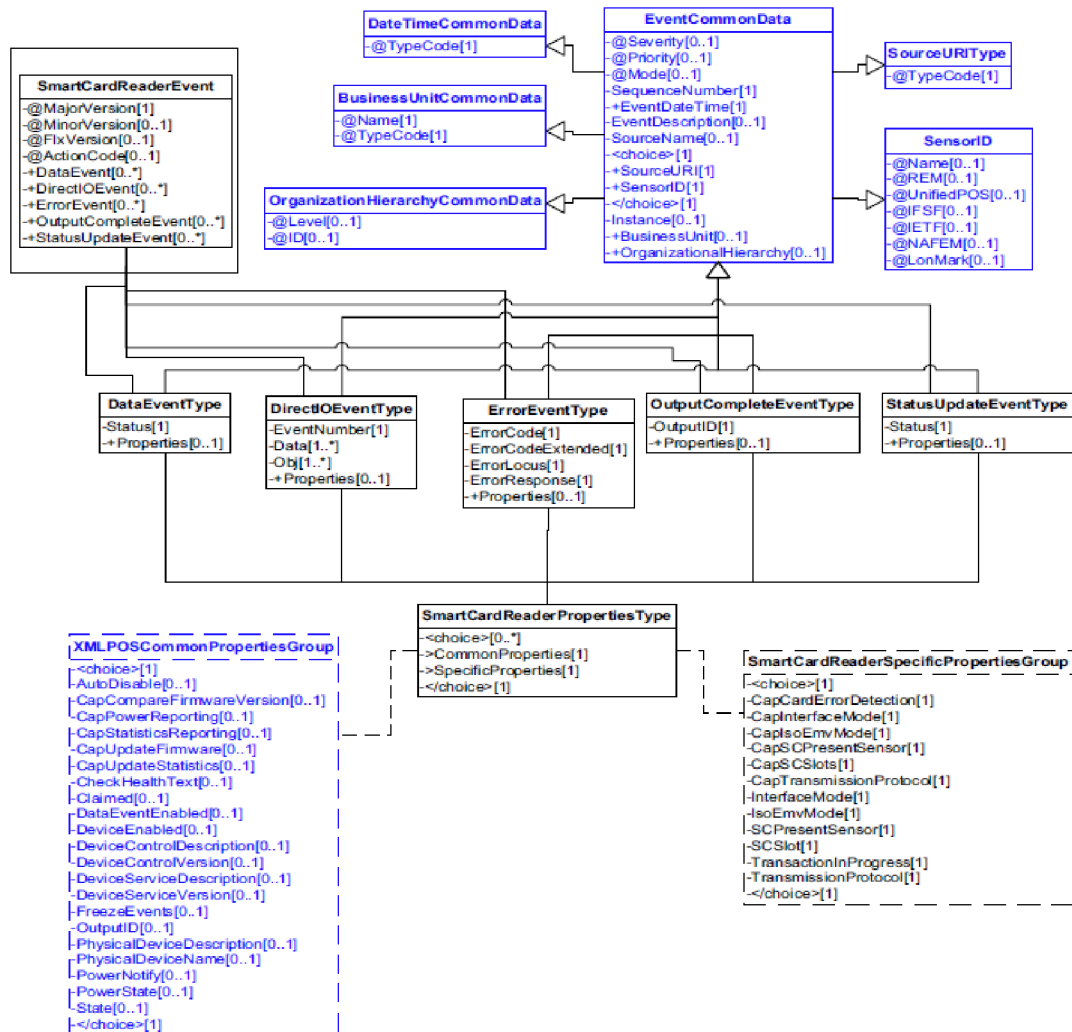 DateTimeCommonData
-@TypeCode[1]
EventCommonData
-@Severity[0..1]
-@Priority[0..1]
-@Mode[0..1]
-SequenceNumber[1]
-+EventDateTime[1]
-EventDescription[0..1]
-SourceName[0..1]
-<choice>[1]
-+SourceURI[1]
-+SensorID[1]
-</choice>[1]
-Instance[0..1]
-+BusinessUnit[0..1]
-+OrganizationalHierarchy[0..1]
SourceURIType
-@TypeCode[1]
SmartCardReaderEvent
-@MajorVersion[1]
-@MinorVersion[0..1]
-@FixVersion[0..1]
-@ActionCode[0..1]
-+DataEvent[0..*]
-+DirectIOEvent[0..*]
-+ErrorEvent[0..*]
-+OutputCompleteEvent[0..*]
-+StatusUpdateEvent[0..*]
BusinessUnitCommonData
-@Name[1]
-@TypeCode[1]
SensorID
-@Name[0..1]
-@REM[0..1]
-@UnifiedPOS[0..1]
-@IFSF[0..1]
-@IETF[0..1]
-@NAFEM[0..1]
-@LonMark[0..1]
OrganizationHierarchyCommonData
-@Level[0..1]
-@ID[0..1]
DataEventType
-Status[1]
-+Properties[0..1]
DirectIOEventType
-EventNumber[1]
-Data[1..*]
-Obj[1..*]
-+Properties[0..1]
ErrorEventType
-ErrorCode[1]
-ErrorCodeExtended[1]
-ErrorLocus[1]
-ErrorResponse[1]
-+Properties[0..1]
OutputCompleteEventType
-OutputID[1]
-+Properties[0..1]
StatusUpdateEventType
-Status[1]
-+Properties[0..1]
SmartCardReaderPropertiesType
-<choice>[0..*]
->CommonProperties[1]
->SpecificProperties[1]
-</choice>[1]
XMLPOSCommonPropertiesGroup
-<choice>[1]
-AutoDisable[0..1]
-CapCompareFirmwareVersion[0..1]
-CapPowerReporting[0..1]
-CapStatisticsReporting[0..1]
-CapUpdateFirmware[0..1]
-CapUpdateStatistics[0..1]
-CheckHealthText[0..1]
-Claimed[0..1]
-DataEventEnabled[0..1]
-DeviceEnabled[0..1]
-DeviceControlDescription[0..1]
-DeviceControlVersion[0..1]
-DeviceServiceDescription[0..1]
-DeviceServiceVersion[0..1]
-FreezeEvents[0..1]
-OutputID[0..1]
-PhysicalDeviceDescription[0..1]
-PhysicalDeviceName[0..1]
-PowerNotify[0..1]
-PowerState[0..1]
-State[0..1]
-</choice>[1]
SmartCardReaderSpecificPropertiesGroup
-<choice>[1]
-CapCardErrorDetection[1]
-CapInterfaceMode[1]
-CapIsoEmvMode[1]
-CapSCPresentSensor[1]
-CapSCSlots[1]
-CapTransmissionProtocol[1]
-InterfaceMode[1]
-IsoEmvMode[1]
-SCPresentSensor[1]
-SCSlot[1]
-TransactionInProgress[1]
-TransmissionProtocol[1]
-</choice>[1]